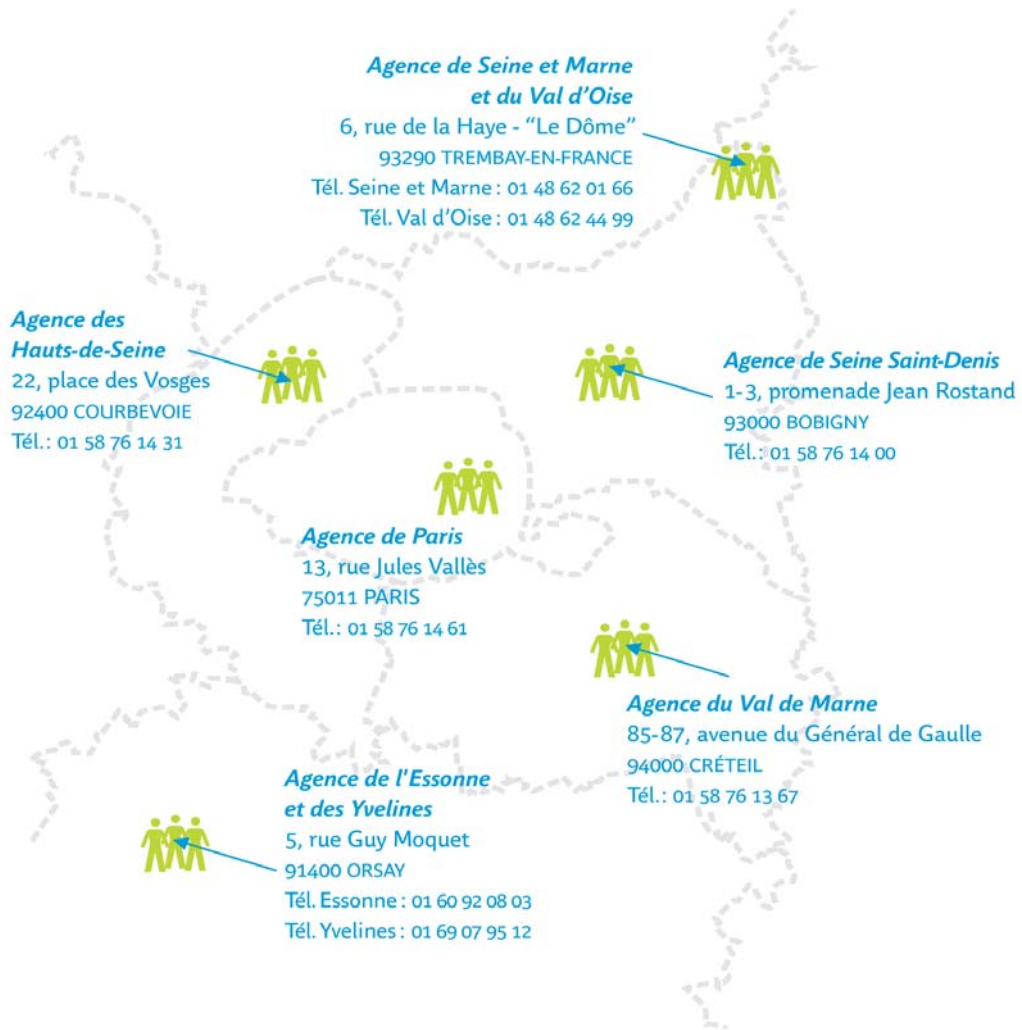 Agence de Seine et Marne
et du Val d'Oise
6, rue de la Haye - “Le Dôme”
93290 TREMBAY-EN-FRANCE
Tél. Seine et Marne : 01 48 62 01 66
Tél. Val d'Oise : 01 48 62 44 99
Agence des
Hauts-de-Seine
22, place des Vosges
92400 COURBEVOIE
Tél.: 01 58 76 14 31
Agence de Seine Saint-Denis
1-3, promenade Jean Rostand
93000 BOBIGNY
Tél.: 01 58 76 14 00
Agence de Paris
13, rue Jules Vallès
75011 PARIS
Tél.: 01 58 76 14 61
Agence du Val de Marne
85-87, avenue du Général de Gaulle
94000 CRÉTEIL
Tél.: 01 58 76 13 67
Agence de l'Essonne
et des Yvelines
5, rue Guy Moquet
91400 ORSAY
Tél. Essonne : 01 60 92 08 03
Tél. Yvelines : 01 69 07 95 12